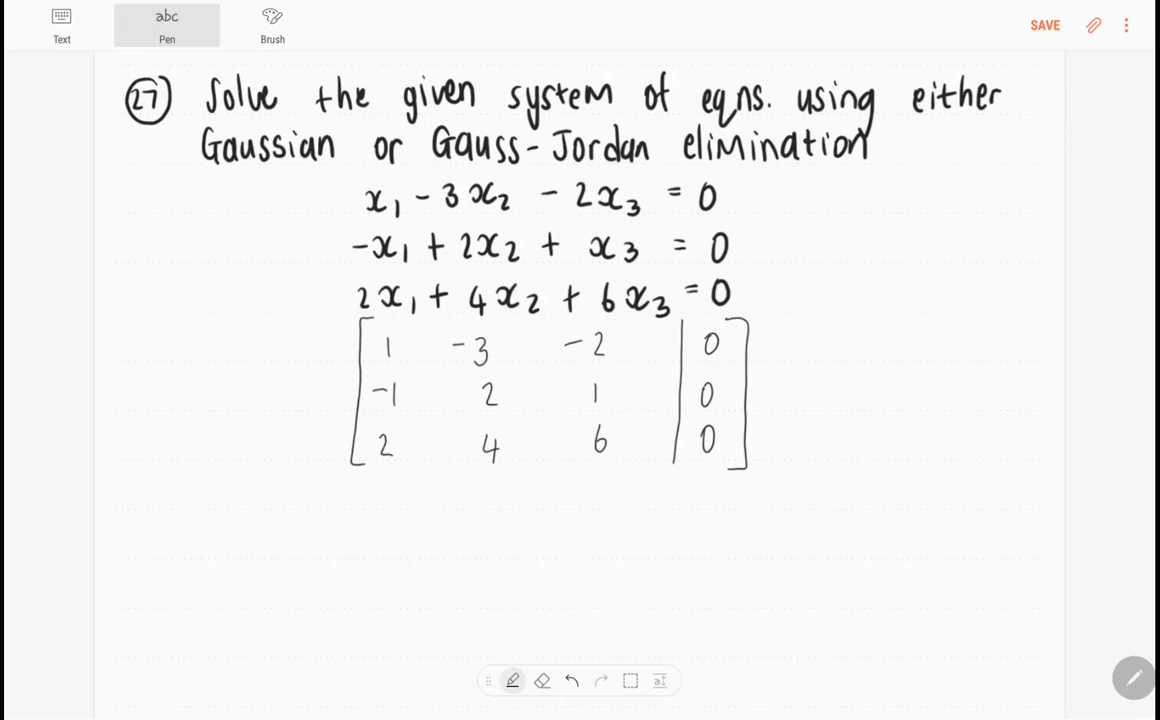 Text
abc
Pen
Brush
SAVE
27 Solve the given system of eqns. using either
Gaussian or Gauss-Jordan elimination
x₁ - 3x₂ - 2x₃ = 0
-x₁ + 2x₂ + x₃ = 0
2x₁ + 4x₂ + 6x₃ = 0
1 -3 -2 | 0
-1 2 1 | 0
2 4 6 | 0